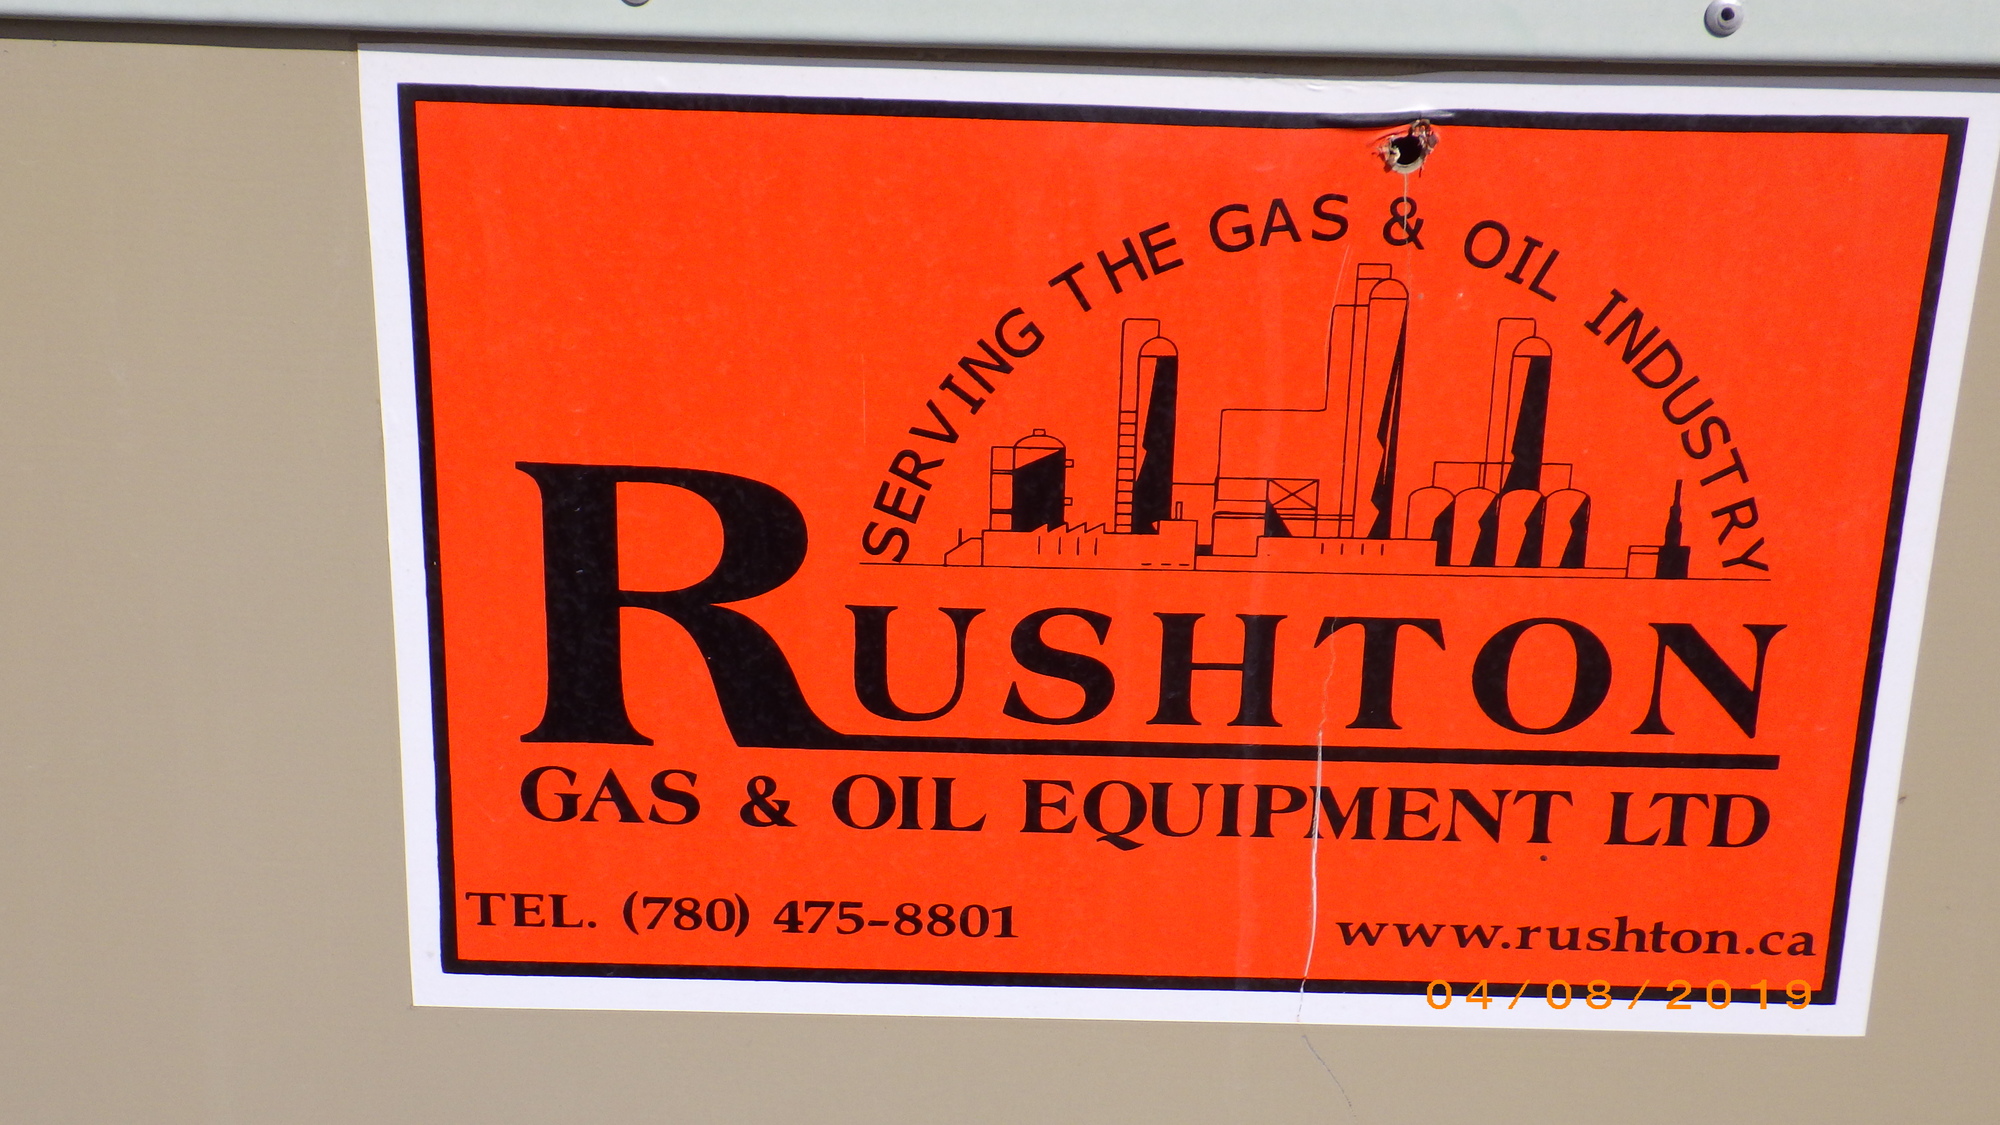 SERVING THE GAS & OIL INDUSTRY
RUSHTON
GAS & OIL EQUIPMENT LTD
TEL. (780) 475-8801
www.rushton.ca
04/08/2019